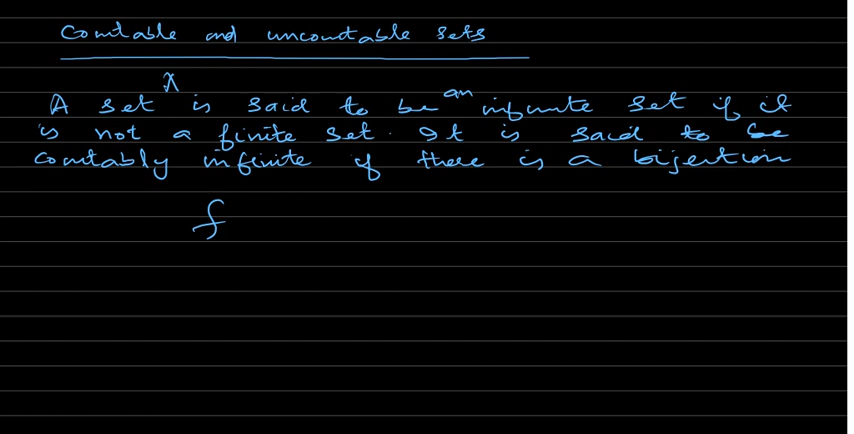 Countable and uncountable sets
A set X is said to be an infinite set if it
is not a finite set. It is said to be
countably infinite if there is a bijection
f